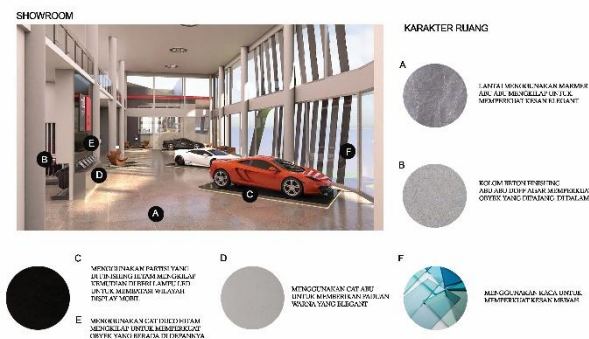 SHOWROOM
KARAKTER RUANG
A
LANTAI MENGGUNAKAN MARMER
ABU ABU MENGKILAP UNTUK
MEMPERKUAT KESAN ELEGANT
B
E
D
F
C
A
B
KOLOM BETON FINISHING
ABU ABU DOFF AGAR MEMPERKUAT
OBYEK YANG DIPAJANG DI DALAM
C
MENGGUNAKAN PARTISI YANG
DI FINISHING HITAM MENGKILAP
KEMUDIAN DI BERI LAMPU LED
UNTUK MEMBATASI WILAYAH
DISPLAY MOBIL
D
MENGGUNAKAN CAT ABU
UNTUK MEMBERIKAN PADUAN
WARNA YANG ELEGANT
F
MENGGUNAKAN KACA UNTUK
MEMPERKUAT KESAN MEWAH
E
MENGGUNAKAN CAT DUCO HITAM
MENGKILAP UNTUK MEMPERKUAT
OBYEK YANG BERADA DI DEPANNYA